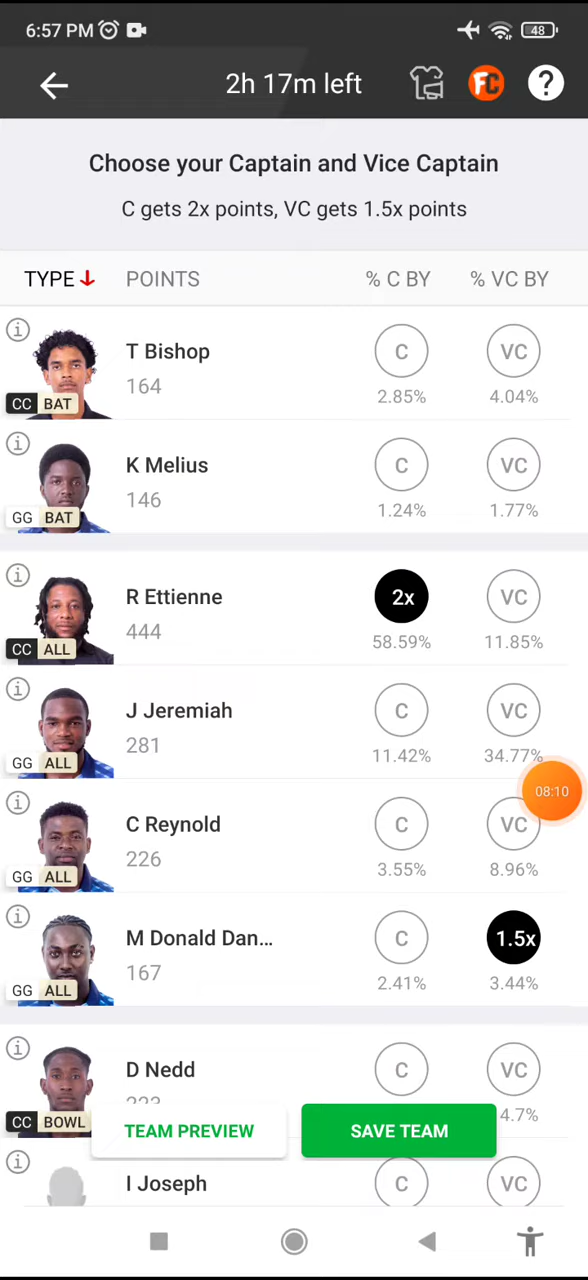 6:57 PM 48
2h 17m left FC ?
Choose your Captain and Vice Captain
C gets 2x points, VC gets 1.5x points
TYPE POINTS % C BY % VC BY
i T Bishop C VC
164 2.85% 4.04%
CC BAT
i K Melius C VC
146 1.24% 1.77%
GG BAT
i R Ettienne 2x VC
444 58.59% 11.85%
CC ALL
i J Jeremiah C VC
281 11.42% 34.77%
GG ALL
08:10
i C Reynold C VC
226 3.55% 8.96%
GG ALL
i M Donald Dan... C 1.5x
167 2.41% 3.44%
GG ALL
i D Nedd C VC
4.7%
CC BOWL
TEAM PREVIEW SAVE TEAM
i I Joseph C VC